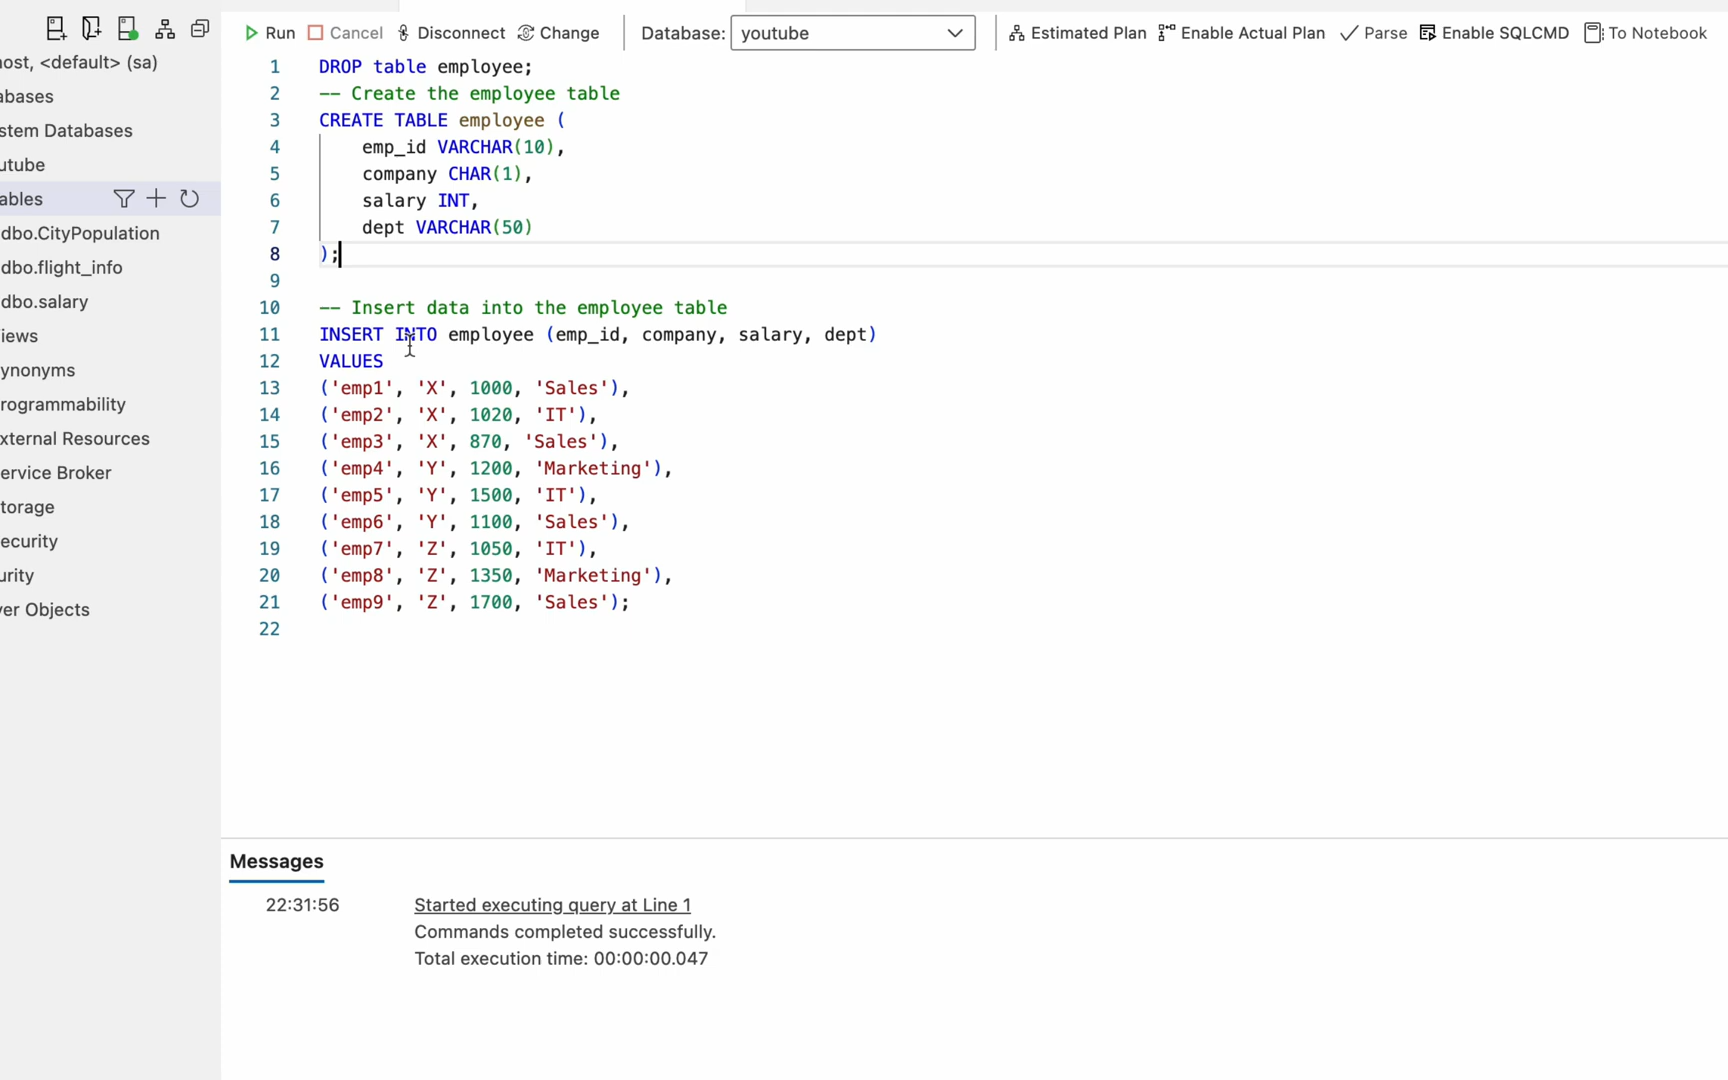 Run Cancel Disconnect Change Database: youtube Estimated Plan Enable Actual Plan Parse Enable SQLCMD To Notebook
ost, <default> (sa)
abases
stem Databases
utube
ables
dbo.CityPopulation
dbo.flight_info
dbo.salary
iews
ynonyms
rogrammability
xternal Resources
ervice Broker
torage
ecurity
urity
ver Objects
1 DROP table employee;
2 -- Create the employee table
3 CREATE TABLE employee (
4 emp_id VARCHAR(10),
5 company CHAR(1),
6 salary INT,
7 dept VARCHAR(50)
8 );
9
10 -- Insert data into the employee table
11 INSERT INTO employee (emp_id, company, salary, dept)
12 VALUES
13 ('emp1', 'X', 1000, 'Sales'),
14 ('emp2', 'X', 1020, 'IT'),
15 ('emp3', 'X', 870, 'Sales'),
16 ('emp4', 'Y', 1200, 'Marketing'),
17 ('emp5', 'Y', 1500, 'IT'),
18 ('emp6', 'Y', 1100, 'Sales'),
19 ('emp7', 'Z', 1050, 'IT'),
20 ('emp8', 'Z', 1350, 'Marketing'),
21 ('emp9', 'Z', 1700, 'Sales');
22
Messages
22:31:56 Started executing query at Line 1
Commands completed successfully.
Total execution time: 00:00:00.047